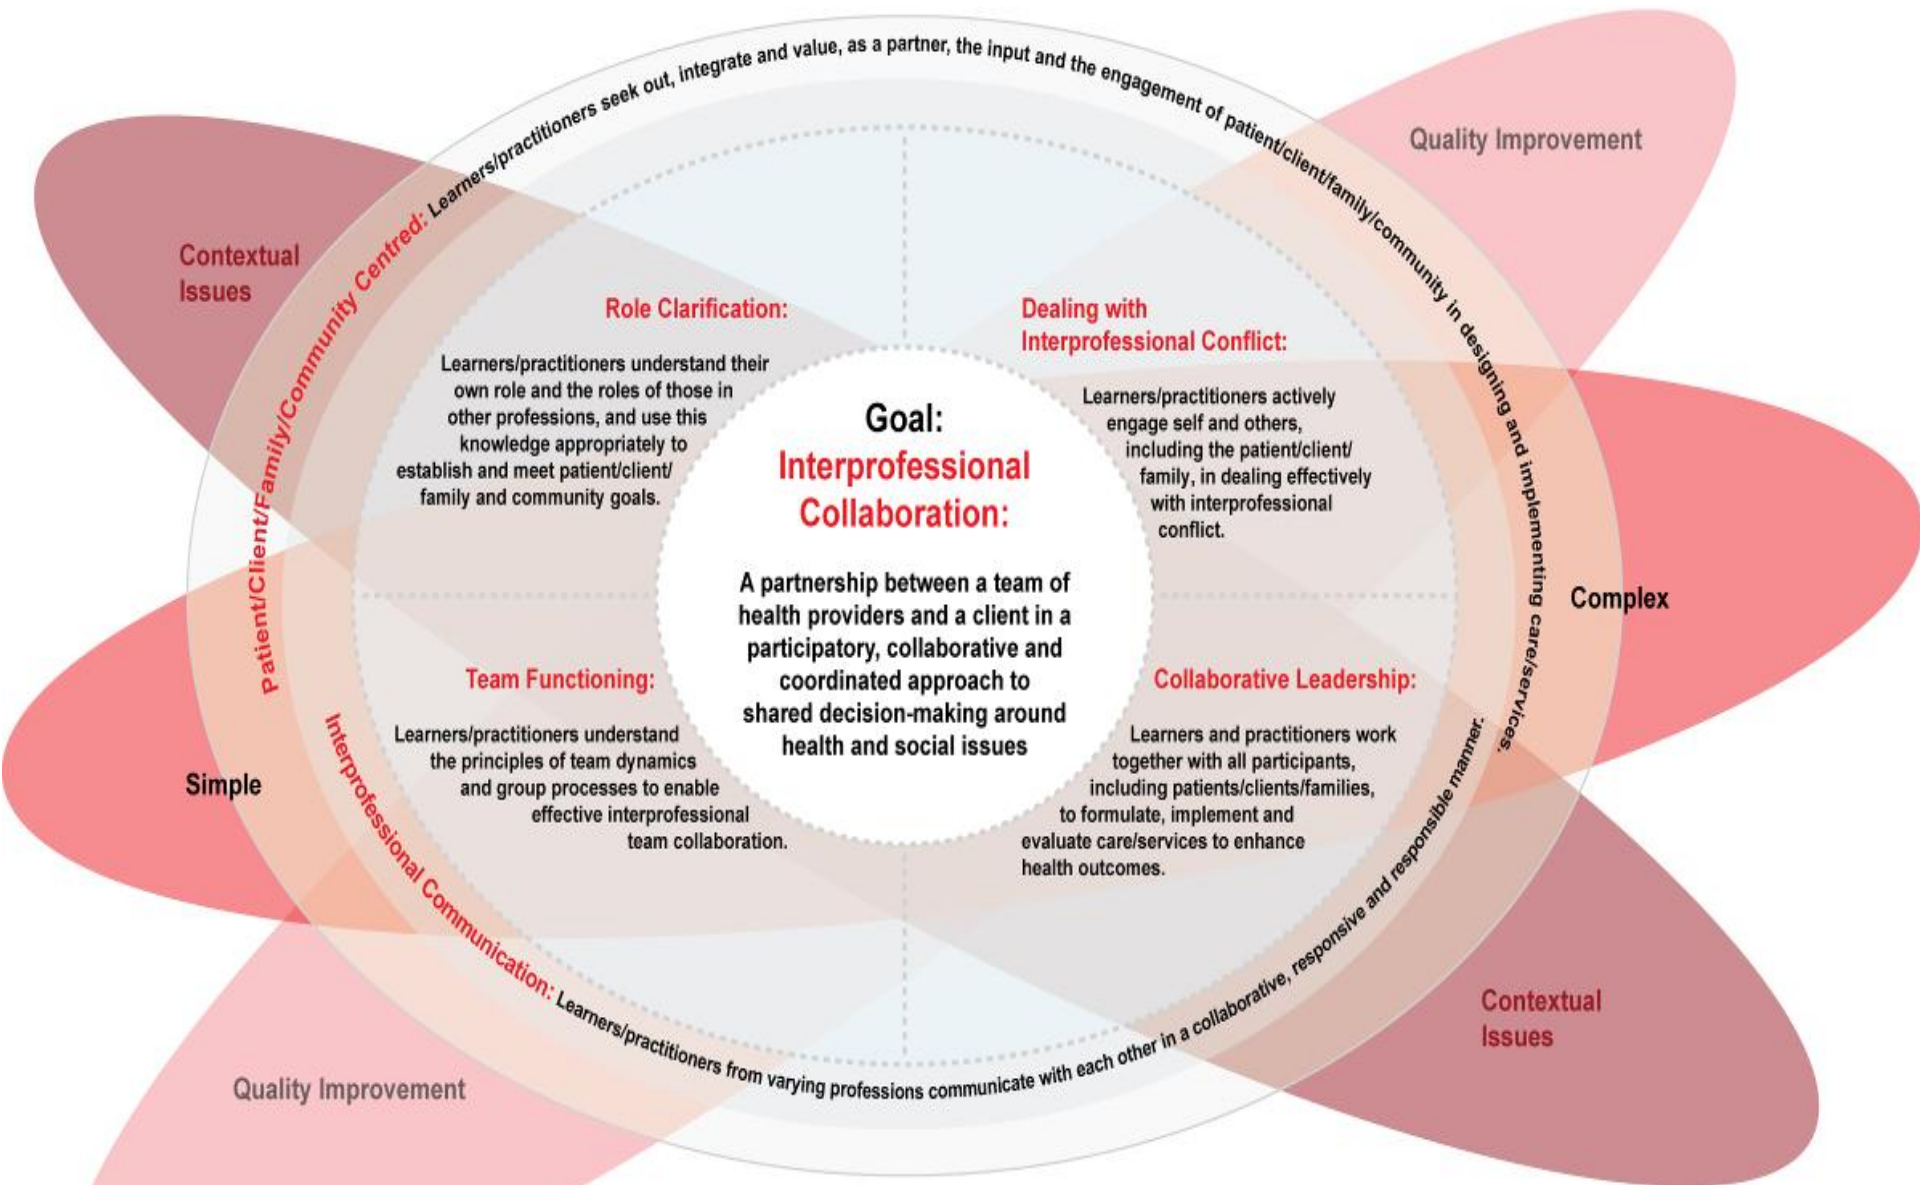 Patient/Client/Family/Community Centred: Learners/practitioners seek out, integrate and value, as a partner, the input and the engagement of patient/client/family/community in designing and implementing care/services.
Quality Improvement
Contextual
Issues
Role Clarification:
Learners/practitioners understand their
own role and the roles of those in
other professions, and use this
knowledge appropriately to
establish and meet patient/client/
family and community goals.
Dealing with
Interprofessional Conflict:
Learners/practitioners actively
engage self and others,
including the patient/client/
family, in dealing effectively
with interprofessional
conflict.
Goal:
Interprofessional
Collaboration:
A partnership between a team of
health providers and a client in a
participatory, collaborative and
coordinated approach to
shared decision-making around
health and social issues
Complex
Team Functioning:
Learners/practitioners understand
the principles of team dynamics
and group processes to enable
effective interprofessional
team collaboration.
Collaborative Leadership:
Learners and practitioners work
together with all participants,
including patients/clients/families,
to formulate, implement and
evaluate care/services to enhance
health outcomes.
Simple
Interprofessional Communication: Learners/practitioners from varying professions communicate with each other in a collaborative, responsive and responsible manner.
Contextual
Issues
Quality Improvement